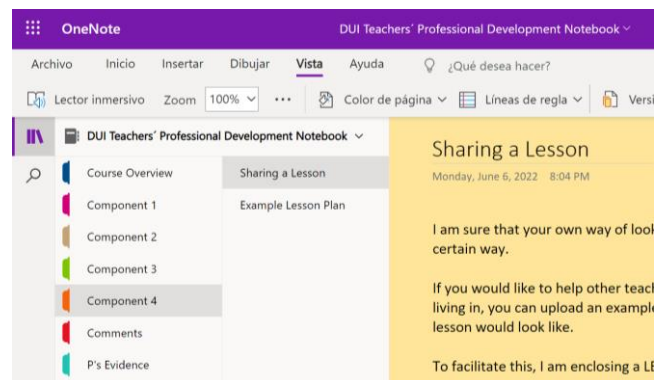 OneNote
DUI Teachers´ Professional Development Notebook
Archivo Inicio Insertar Dibujar Vista Ayuda ¿Qué desea hacer?
Lector inmersivo Zoom 100% ... Color de página Líneas de regla
DUI Teachers´ Professional Development Notebook
Course Overview
Component 1
Component 2
Component 3
Component 4
Comments
P's Evidence
Sharing a Lesson
Example Lesson Plan
Sharing a Lesson
Monday, June 6, 2022 8:04 PM
I am sure that your own way of
certain way.
If you would like to help other
living in, you can upload an
lesson would look like.
To facilitate this, I am enclosing a